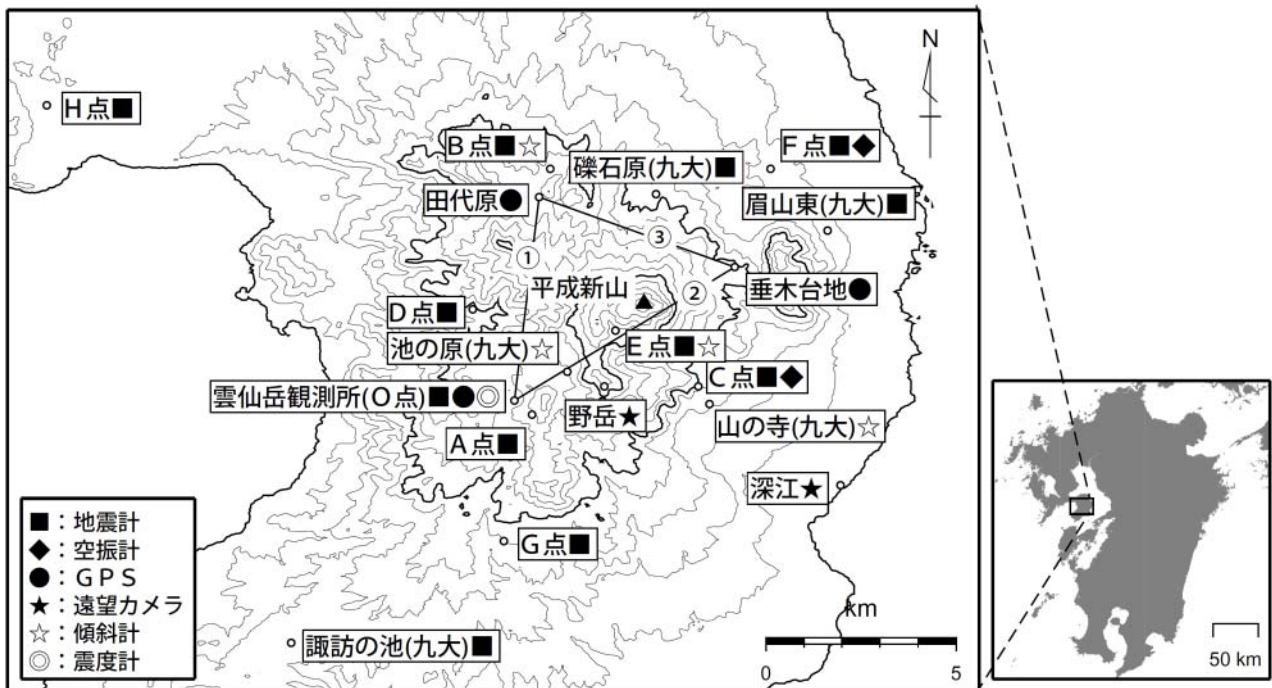 N
H点■
B点■☆
F点■◆
礫石原(九大)■
田代原●
眉山東(九大)■
③
①
平成新山
②
垂木台地●
D点■
池の原(九大)☆
E点■☆
C点■◆
雲仙岳観測所(O点)■●◎
野岳★
山の寺(九大)☆
A点■
深江★
G点■
■：地震計
◆：空振計
●：GPS
★：遠望カメラ
☆：傾斜計
◎：震度計
諏訪の池(九大)■
km
0 5
50 km